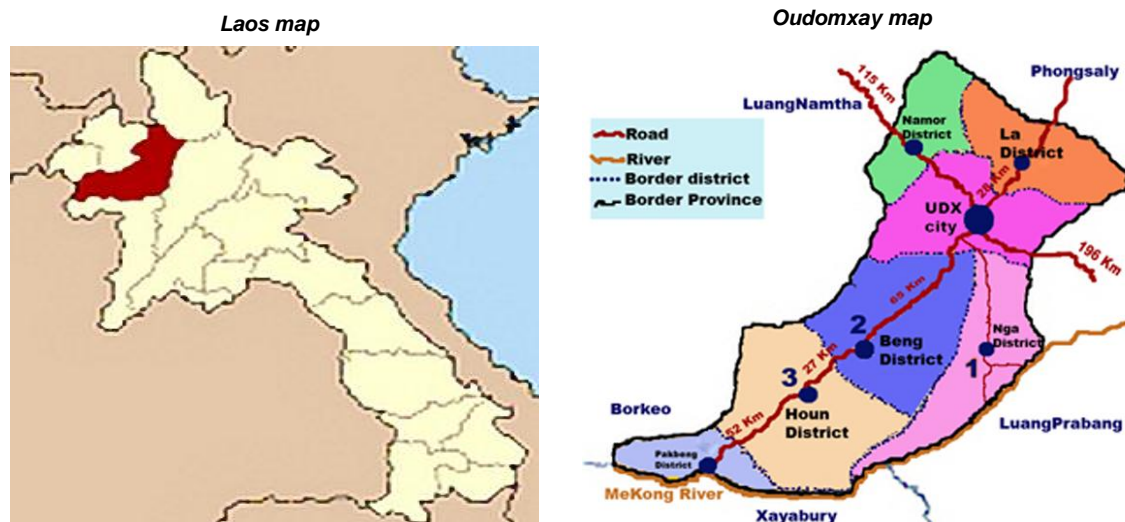 Laos map
Oudomxay map
115 Km
Phongsaly
LuangNamtha
Namor
District
La
District
Road
River
Border district
Border Province
28 Km
UDX
city
196 Km
65 Km
2
Beng
District
Nga
District
1
27 Km
3
Houn
District
Borkeo
52 Km
LuangPrabang
Pakbeng
District
MeKong River
Xayabury